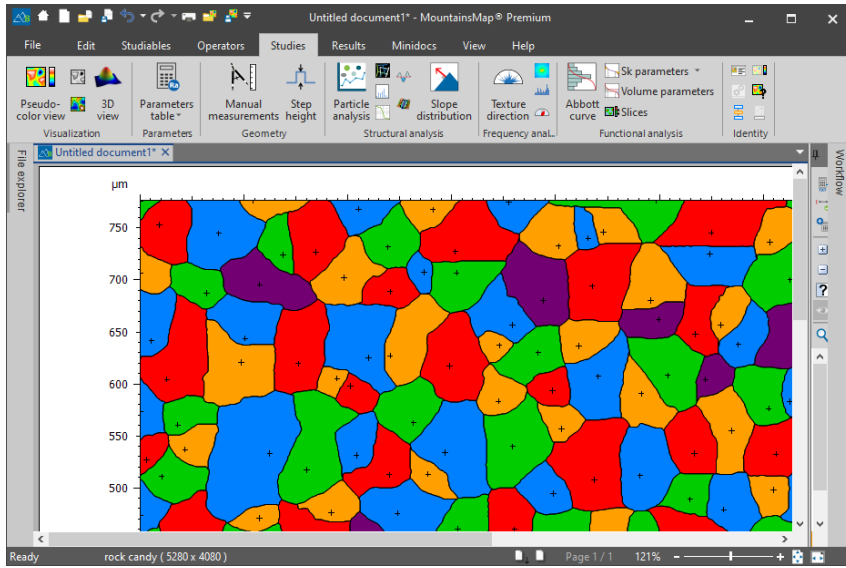 Untitled document1* - MountainsMap® Premium
File Edit Studiables Operators Studies Results Minidocs View Help
Pseudo-color view
3D view
Visualization
Parameters table
Parameters
Manual measurements
Step height
Geometry
Particle analysis
Slope distribution
Structural analysis
Texture direction
Frequency anal...
Abbott curve
Sk parameters
Volume parameters
Slices
Functional analysis
Identity
File explorer
Untitled document1*
Workflow
µm
750
700
650
600
550
500
Ready rock candy ( 5280 x 4080 ) Page 1 / 1 121%